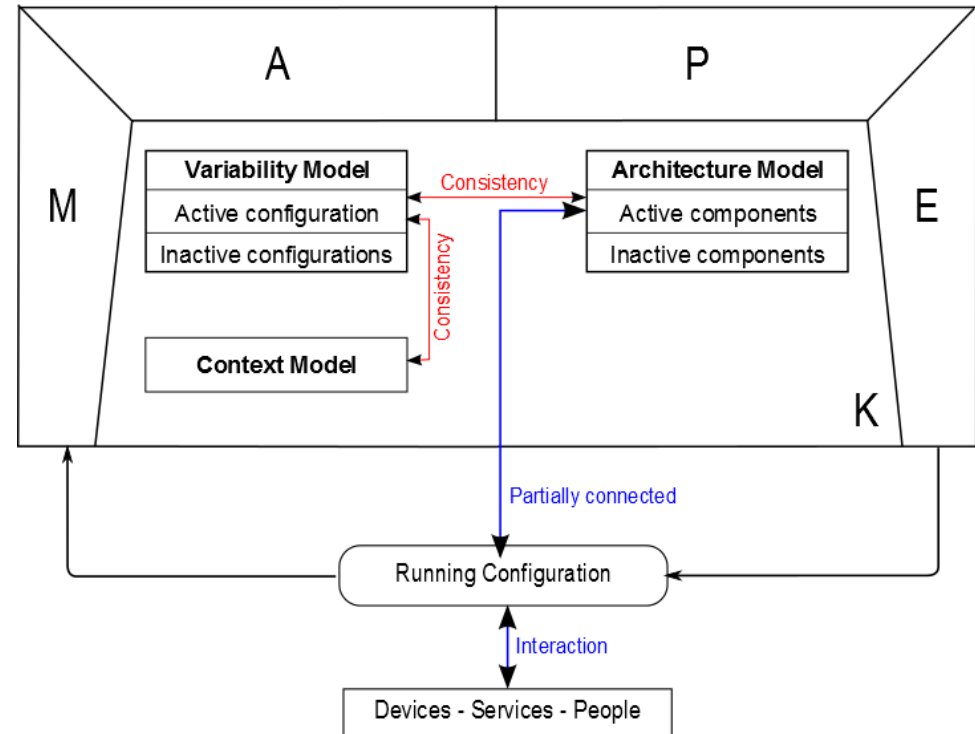 A
P
M
E
Variability Model
Active configuration
Inactive configurations
Consistency
Architecture Model
Active components
Inactive components
Consistency
Context Model
K
Partially connected
Running Configuration
Interaction
Devices - Services - People